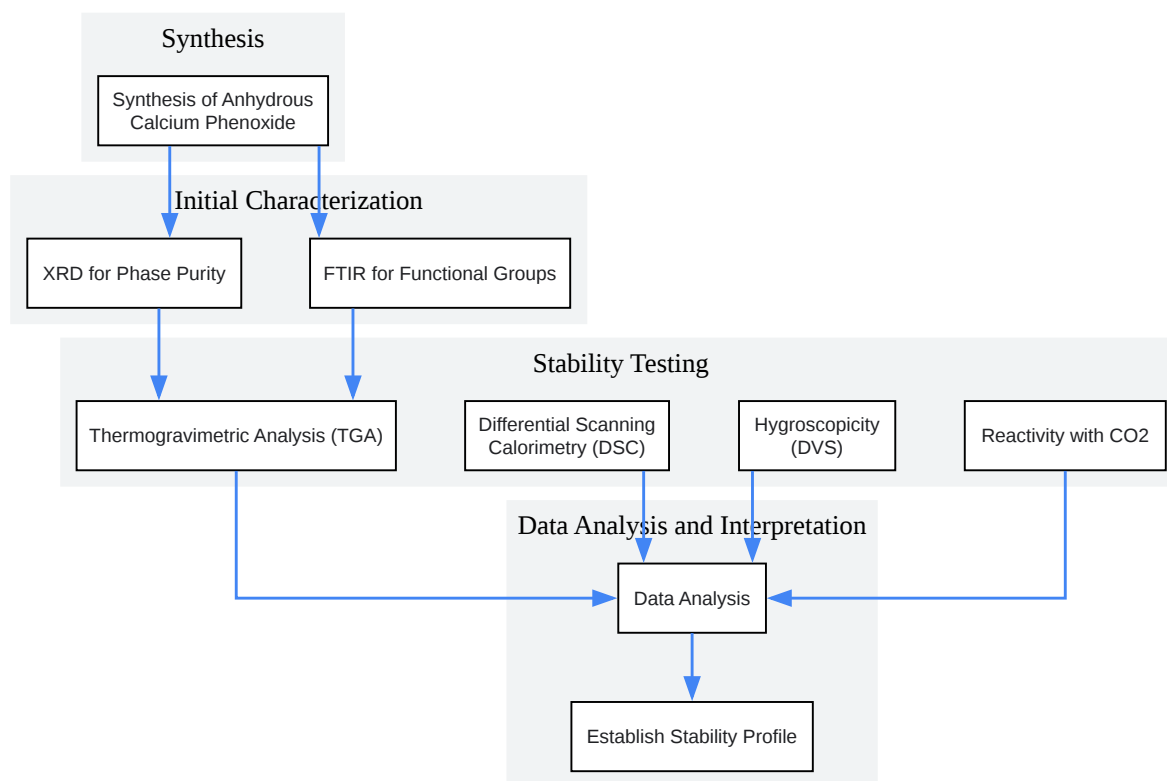 Synthesis
Synthesis of Anhydrous
Calcium Phenoxide
Initial Characterization
XRD for Phase Purity
FTIR for Functional Groups
Stability Testing
Thermogravimetric Analysis (TGA)
Differential Scanning
Calorimetry (DSC)
Hygroscopicity
(DVS)
Reactivity with CO2
Data Analysis and Interpretation
Data Analysis
Establish Stability Profile